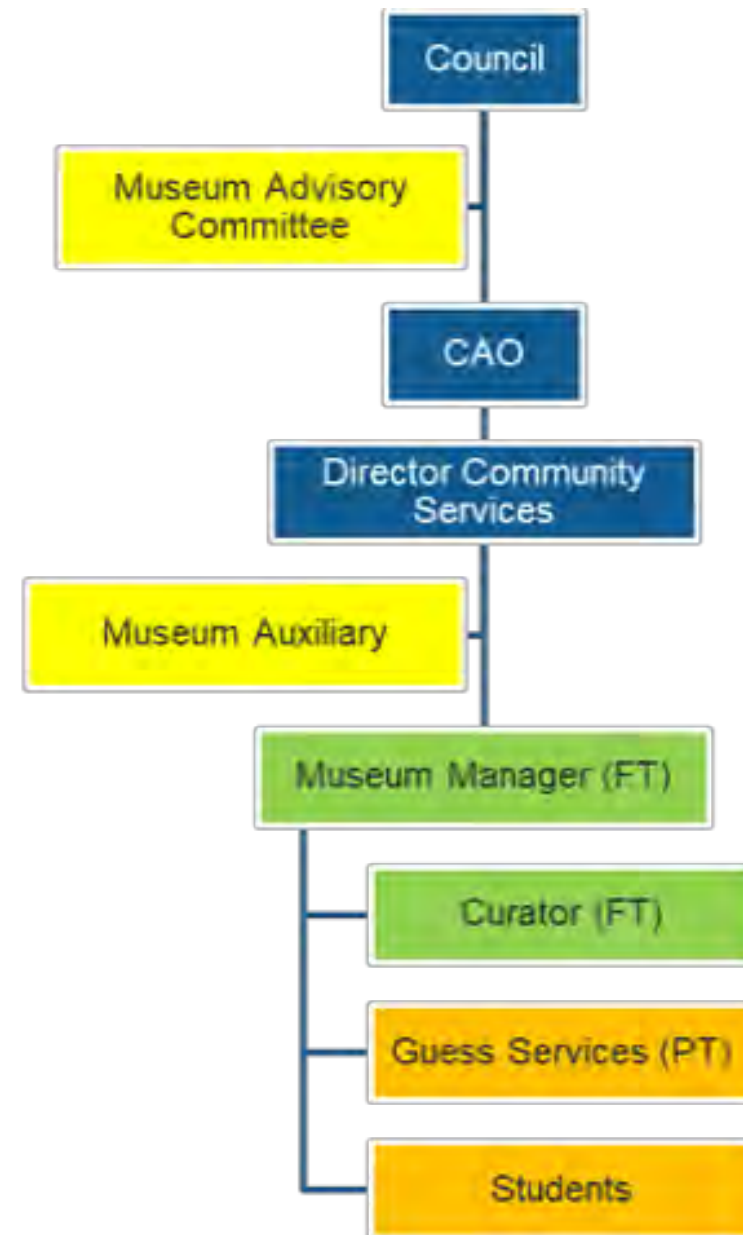 Council
Museum Advisory
Committee
CAO
Director Community
Services
Museum Auxiliary
Museum Manager (FT)
Curator (FT)
Guess Services (PT)
Students